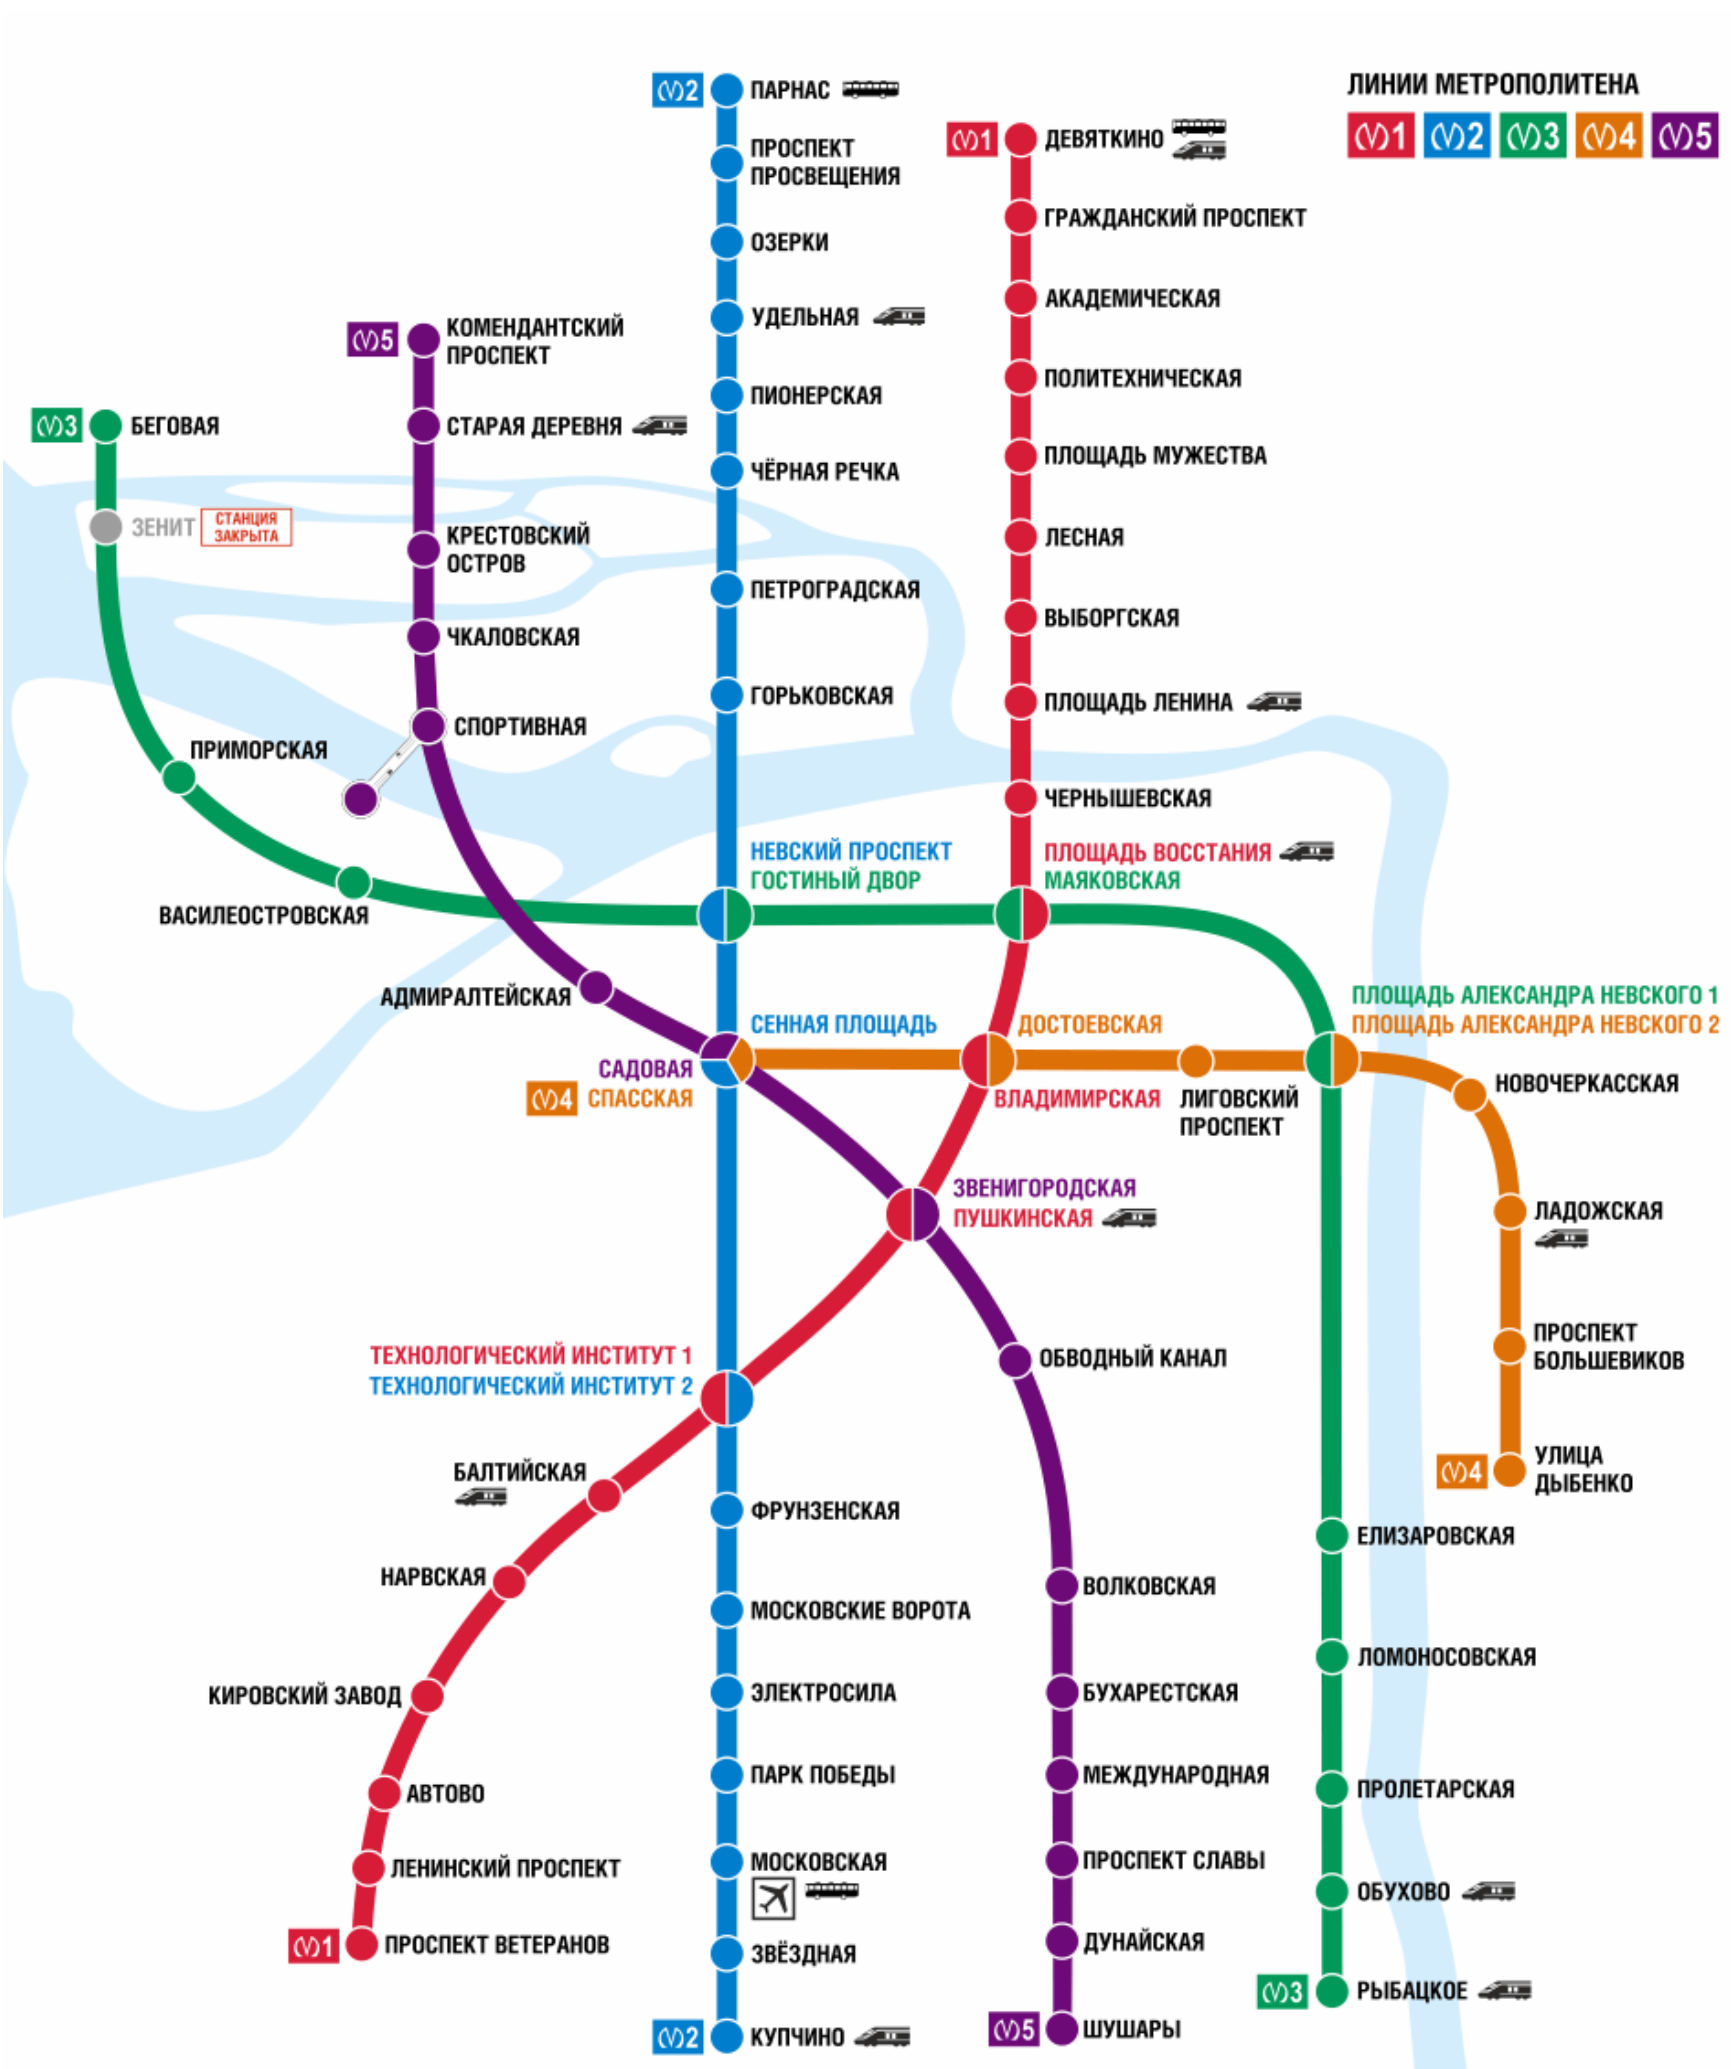 ЛИНИИ МЕТРОПОЛИТЕНА
1 2 3 4 5
2 ПАРНАС
ПРОСПЕКТ
ПРОСВЕЩЕНИЯ
ОЗЕРКИ
УДЕЛЬНАЯ
ПИОНЕРСКАЯ
ЧЁРНАЯ РЕЧКА
ПЕТРОГРАДСКАЯ
ГОРЬКОВСКАЯ
1 ДЕВЯТКИНО
ГРАЖДАНСКИЙ ПРОСПЕКТ
АКАДЕМИЧЕСКАЯ
ПОЛИТЕХНИЧЕСКАЯ
ПЛОЩАДЬ МУЖЕСТВА
ЛЕСНАЯ
ВЫБОРГСКАЯ
ПЛОЩАДЬ ЛЕНИНА
ЧЕРНЫШЕВСКАЯ
5 КОМЕНДАНТСКИЙ
ПРОСПЕКТ
СТАРАЯ ДЕРЕВНЯ
КРЕСТОВСКИЙ
ОСТРОВ
ЧКАЛОВСКАЯ
СПОРТИВНАЯ
3 БЕГОВАЯ
ЗЕНИТ
СТАНЦИЯ
ЗАКРЫТА
ПРИМОРСКАЯ
ВАСИЛЕОСТРОВСКАЯ
НЕВСКИЙ ПРОСПЕКТ
ГОСТИНЫЙ ДВОР
ПЛОЩАДЬ ВОССТАНИЯ
МАЯКОВСКАЯ
АДМИРАЛТЕЙСКАЯ
СЕННАЯ ПЛОЩАДЬ
САДОВАЯ
4 СПАССКАЯ
ДОСТОЕВСКАЯ
ВЛАДИМИРСКАЯ
ЛИГОВСКИЙ
ПРОСПЕКТ
ПЛОЩАДЬ АЛЕКСАНДРА НЕВСКОГО 1
ПЛОЩАДЬ АЛЕКСАНДРА НЕВСКОГО 2
НОВОЧЕРКАССКАЯ
ЛАДОЖСКАЯ
ПРОСПЕКТ
БОЛЬШЕВИКОВ
4 УЛИЦА
ДЫБЕНКО
ЗВЕНИГОРОДСКАЯ
ПУШКИНСКАЯ
ОБВОДНЫЙ КАНАЛ
ТЕХНОЛОГИЧЕСКИЙ ИНСТИТУТ 1
ТЕХНОЛОГИЧЕСКИЙ ИНСТИТУТ 2
БАЛТИЙСКАЯ
НАРВСКАЯ
КИРОВСКИЙ ЗАВОД
АВТОВО
ЛЕНИНСКИЙ ПРОСПЕКТ
1 ПРОСПЕКТ ВЕТЕРАНОВ
ФРУНЗЕНСКАЯ
МОСКОВСКИЕ ВОРОТА
ЭЛЕКТРОСИЛА
ПАРК ПОБЕДЫ
МОСКОВСКАЯ
ЗВЁЗДНАЯ
2 КУПЧИНО
ВОЛКОВСКАЯ
БУХАРЕСТСКАЯ
МЕЖДУНАРОДНАЯ
ПРОСПЕКТ СЛАВЫ
ДУНАЙСКАЯ
5 ШУШАРЫ
ЕЛИЗАРОВСКАЯ
ЛОМОНОСОВСКАЯ
ПРОЛЕТАРСКАЯ
ОБУХОВО
3 РЫБАЦКОЕ